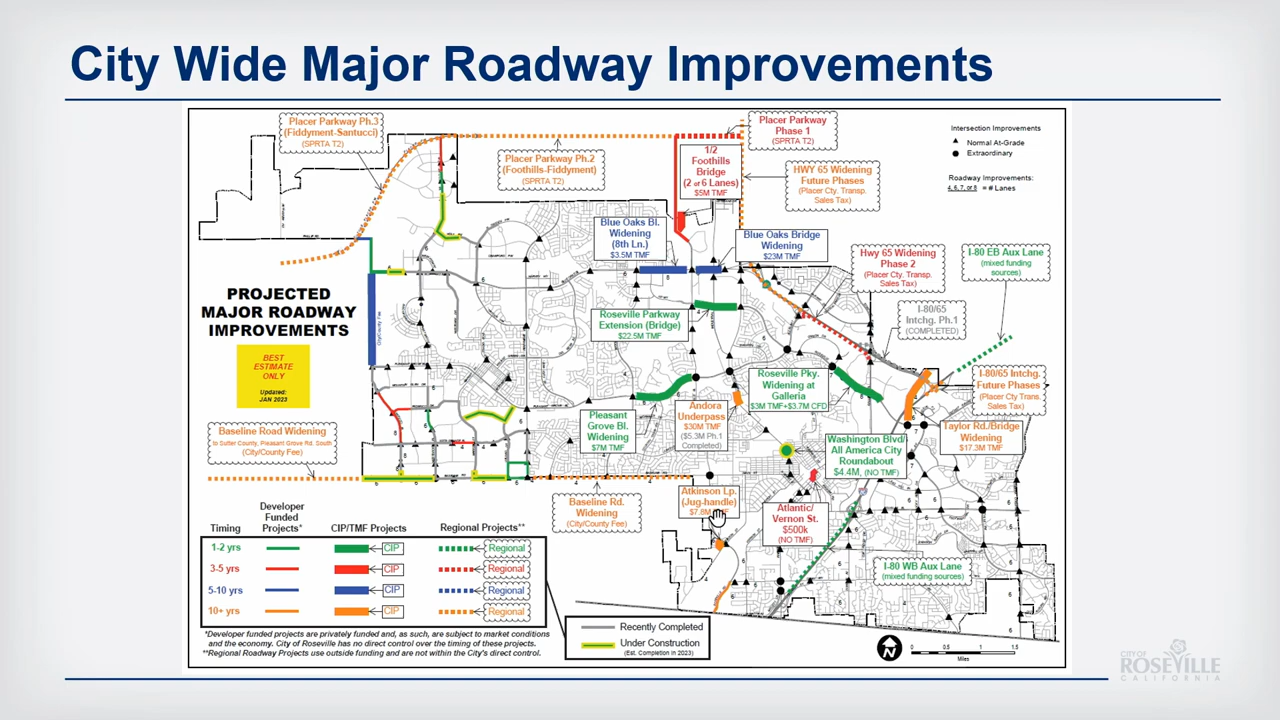 City Wide Major Roadway Improvements
Placer Parkway Ph.3
(Fiddyment-Santucci)
(SPRTA T2)
Placer Parkway Ph.2
(Foothills-Fiddyment)
(SPRTA T2)
Placer Parkway
Phase 1
(SPRTA T2)
1/2
Foothills
Bridge
(2 of 6 Lanes)
$5M TMF
HWY 65 Widening
Future Phases
(Placer Cty. Transp.
Sales Tax)
Intersection Improvements
Normal At-Grade
Extraordinary
Roadway Improvements:
4, 6, 7, or 8 = # Lanes
Blue Oaks Bl.
Widening
(8th Ln.)
$3.5M TMF
Blue Oaks Bridge
Widening
$23M TMF
Hwy 65 Widening
Phase 2
(Placer Cty. Transp.
Sales Tax)
I-80 EB Aux Lane
(mixed funding
sources)
PROJECTED
MAJOR ROADWAY
IMPROVEMENTS
BEST
ESTIMATE
ONLY
Updated:
JAN 2023
City/County Fee
Roseville Parkway
Extension (Bridge)
$22.5M TMF
I-80/65
Intchg. Ph.1
(COMPLETED)
Roseville Pky.
Widening at
Galleria
$3M TMF+$3.7M CFD
I-80/65 Intchg.
Future Phases
(Placer Cty Trans.
Sales Tax)
Baseline Road Widening
to Sutter County, Pleasant Grove Rd. South
(City/County Fee)
Pleasant
Grove Bl.
Widening
$7M TMF
Andora
Underpass
$30M TMF
($5.3M Ph.1
Completed)
Washington Blvd/
All America City
Roundabout
$4.4M, (NO TMF)
Taylor Rd./Bridge
Widening
$17.3M TMF
Baseline Rd.
Widening
(City/County Fee)
Atkinson Lp.
(Jug-handle)
$7.8M
Atlantic/
Vernon St.
$500k
(NO TMF)
I-80 WB Aux Lane
(mixed funding sources)
Timing
Developer
Funded
Projects*
CIP/TMF Projects
Regional Projects**
1-2 yrs CIP Regional
3-5 yrs CIP Regional
5-10 yrs CIP Regional
10+ yrs CIP Regional
*Developer funded projects are privately funded and, as such, are subject to market conditions
and the economy. City of Roseville has no direct control over the timing of these projects.
**Regional Roadway Projects use outside funding and are not within the City's direct control.
Recently Completed
Under Construction
(Est. Completion in 2023)
N
0 0.5 1 1.5
Miles
CITY OF
ROSEVILLE
CALIFORNIA